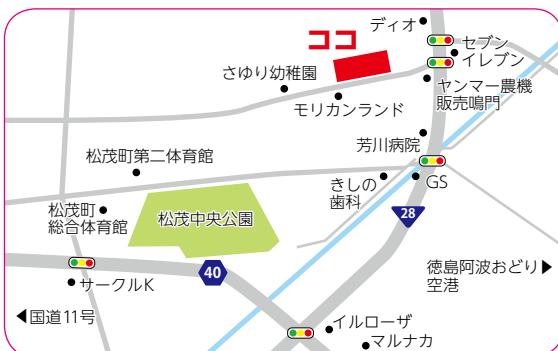 ディオ
ココ
セブン
イレブン
さゆり幼稚園
ヤンマー農機
販売鳴門
モリカンランド
芳川病院
松茂町第二体育館
きしの
歯科
GS
松茂町
総合体育館
松茂中央公園
28
徳島阿波おどり▶
空港
40
サークルK
◀国道11号
イルローザ
マルナカ